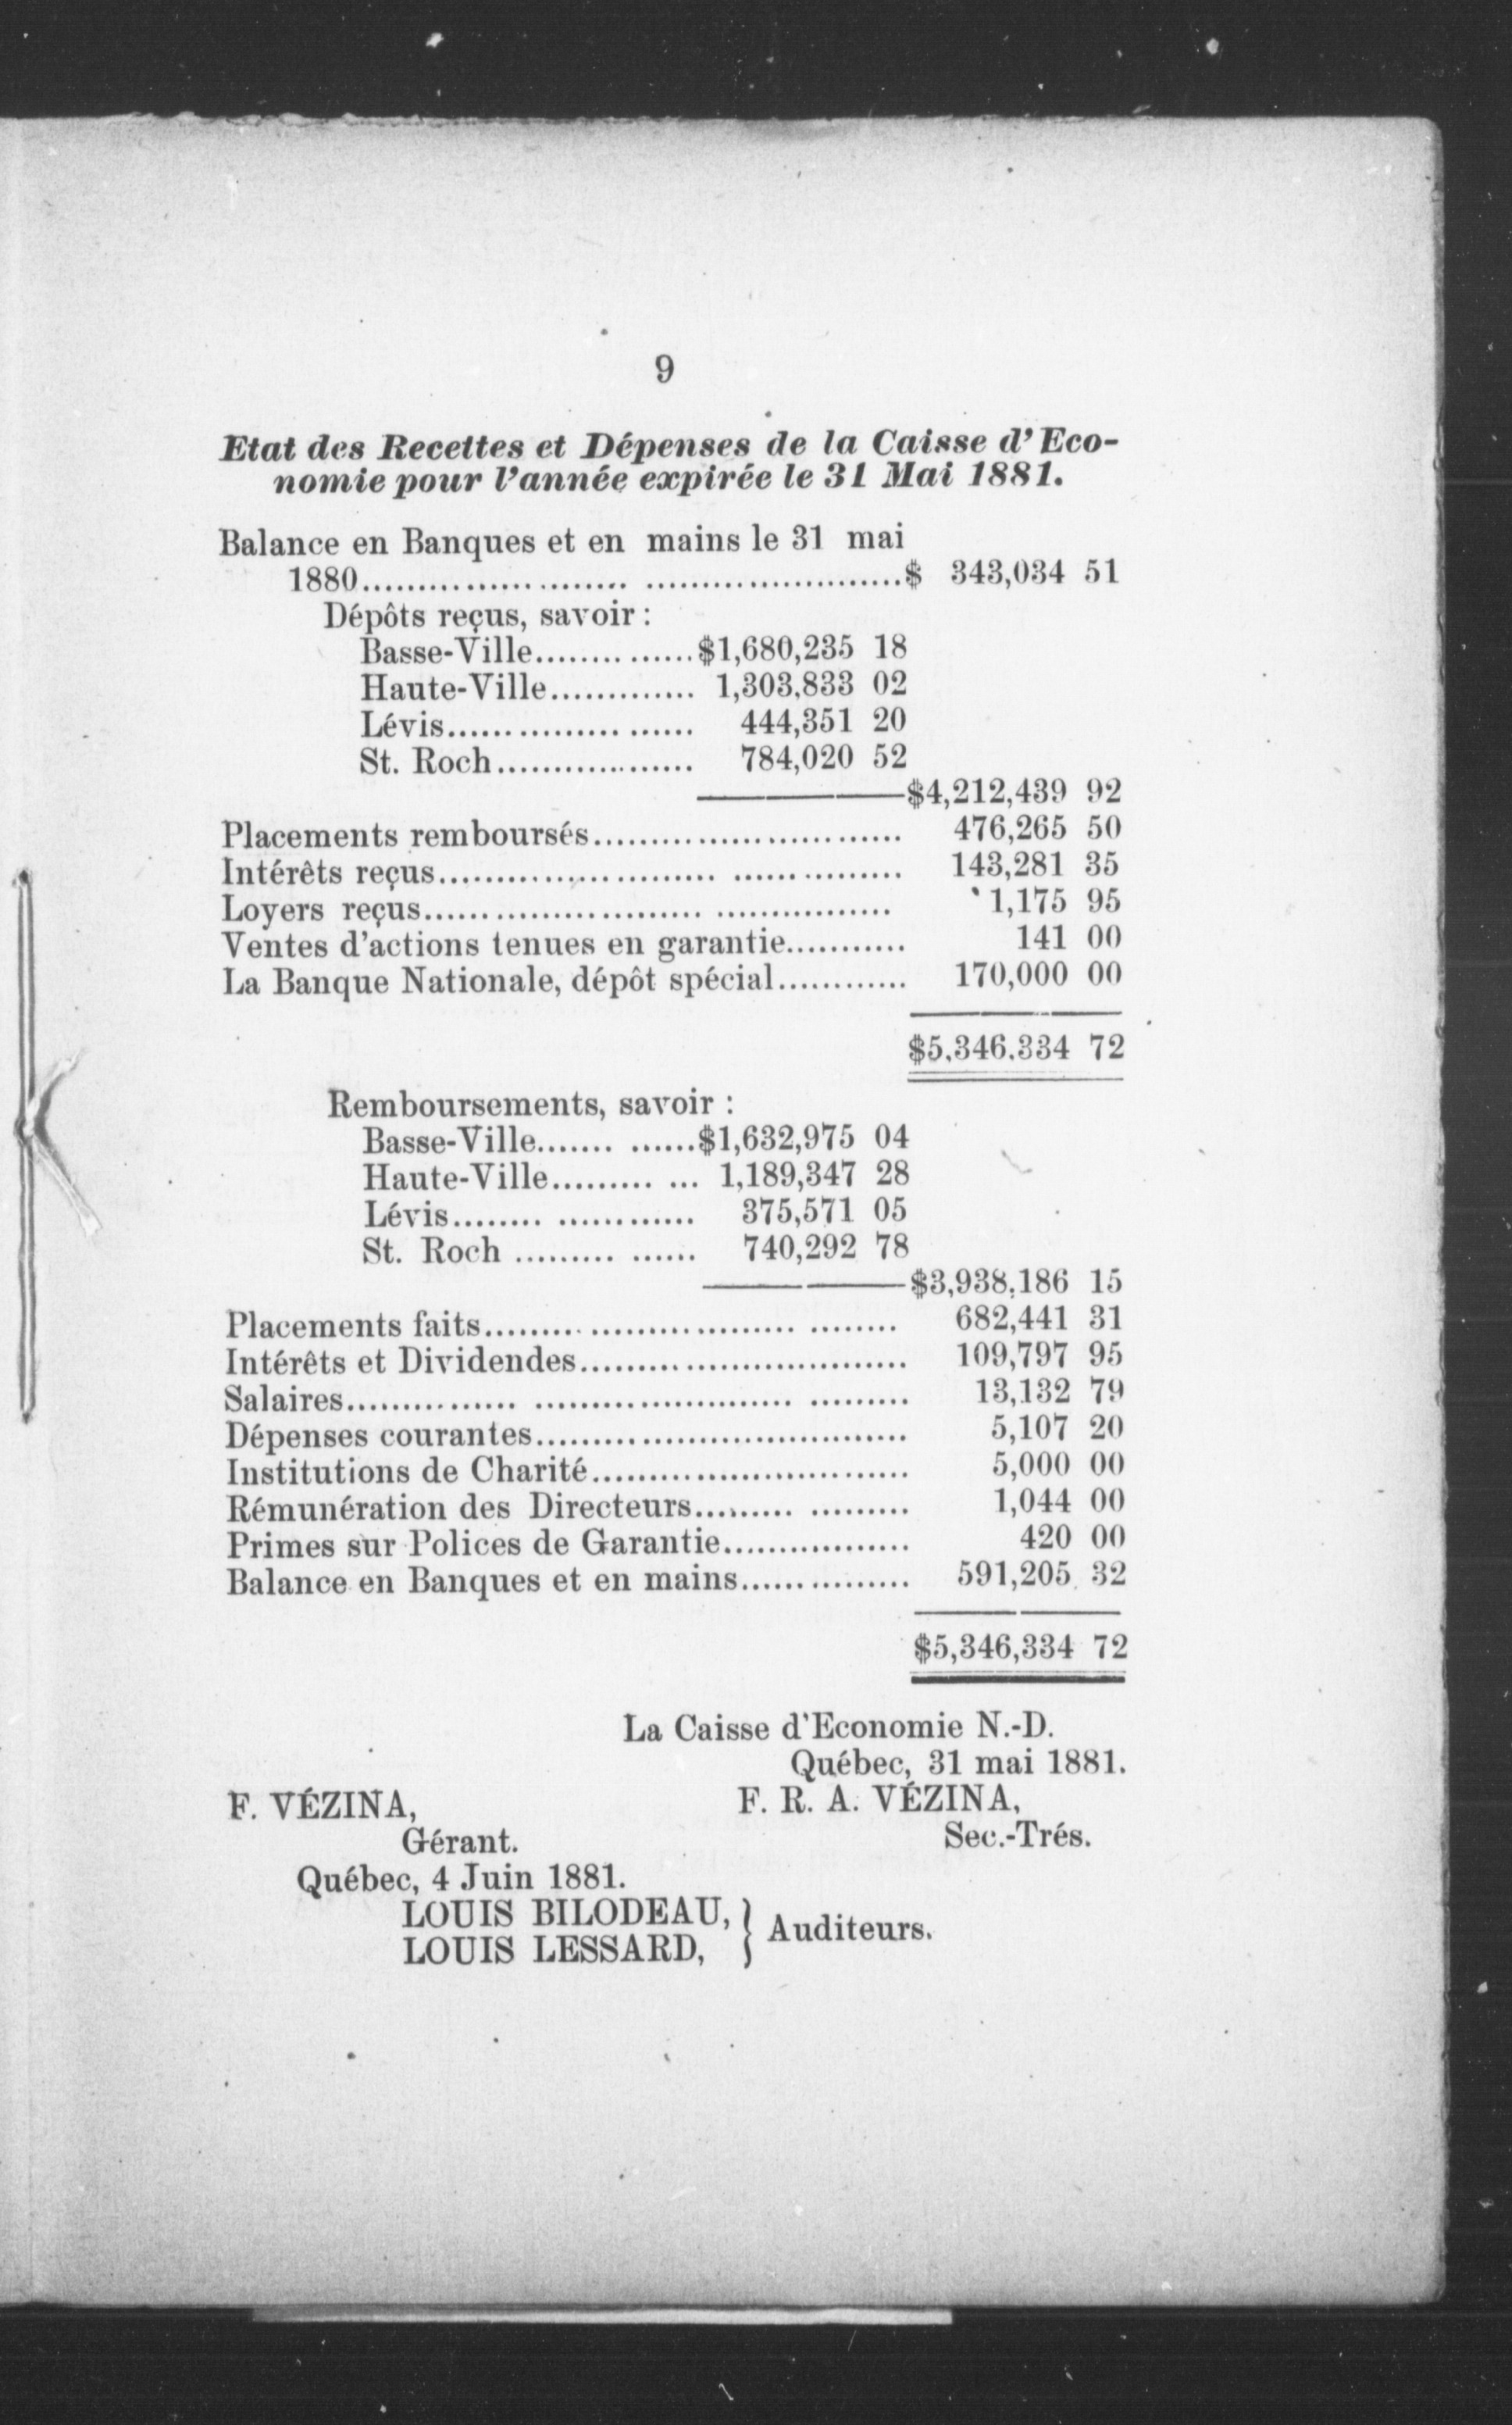 9
Etat des Recettes et Dépenses de la Caisse d'Eco-
nomie pour l'année expirée le 31 Mai 1881.
Balance en Banques et en mains le 31 mai
1880..............................................$ 343,034 51
Dépôts reçus, savoir :
Basse-Ville..............$1,680,235 18
Haute-Ville............. 1,303,833 02
Lévis...................... 444,351 20
St. Roch.................. 784,020 52
$4,212,439 92
Placements remboursés........................... 476,265 50
Intérêts reçus....................................... 143,281 35
Loyers reçus........................................ 1,175 95
Ventes d'actions tenues en garantie........... 141 00
La Banque Nationale, dépôt spécial............ 170,000 00
$5.346.334 72
Remboursements, savoir :
Basse-Ville....... ......$1,632,975 04
Haute-Ville......... ... 1,189,347 28
Lévis........ ............ 375,571 05
St. Roch ......... ...... 740,292 78
$3,938,186 15
Placements faits.................................... 682,441 31
Intérêts et Dividendes............................ 109,797 95
Salaires............................................... 13,132 79
Dépenses courantes................................ 5,107 20
Institutions de Charité............................ 5,000 00
Rémunération des Directeurs......... ......... 1,044 00
Primes sur Polices de Garantie................. 420 00
Balance en Banques et en mains............... 591,205 32
$5,346,334 72
La Caisse d'Economie N.-D.
Québec, 31 mai 1881.
F. VÉZINA, F. R. A. VÉZINA,
Gérant. Sec.-Trés.
Québec, 4 Juin 1881.
LOUIS BILODEAU, } Auditeurs.
LOUIS LESSARD,